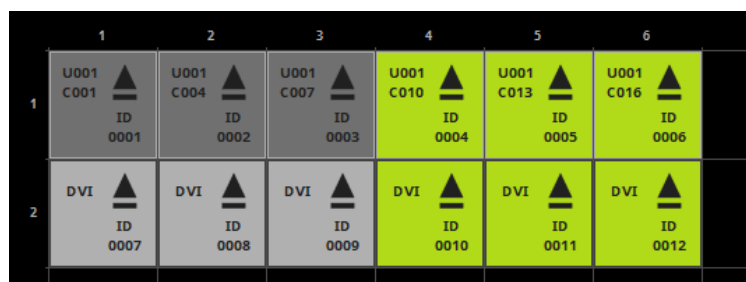 1 2 3 4 5 6
1
U001 U001 U001 U001 U001 U001
C001 C004 C007 C010 C013 C016
ID ID ID ID ID ID
0001 0002 0003 0004 0005 0006
2
DVI DVI DVI DVI DVI DVI
ID ID ID ID ID ID
0007 0008 0009 0010 0011 0012